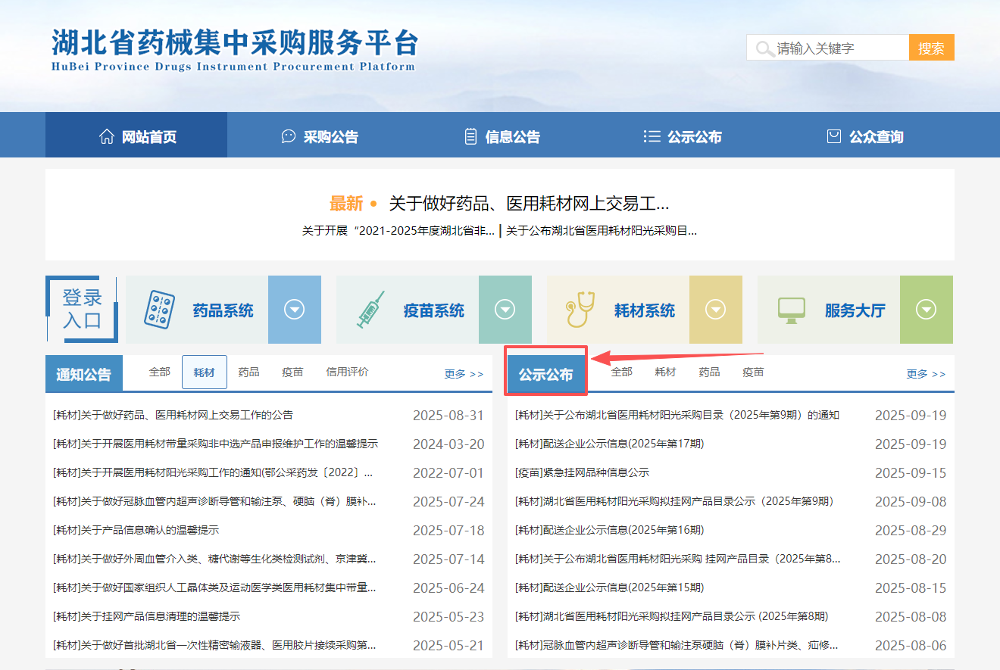 湖北省药械集中采购服务平台
HuBei Province Drugs Instrument Procurement Platform
请输入关键字 搜索
网站首页 采购公告 信息公告 公示公布 公众查询
最新 • 关于做好药品、医用耗材网上交易工...
关于开展“2021-2025年度湖北省非... | 关于公布湖北省医用耗材阳光采购目...
登录
入口
药品系统 疫苗系统 耗材系统 服务大厅
通知公告 全部 耗材 药品 疫苗 信用评价 更多 >>
[耗材]关于做好药品、医用耗材网上交易工作的公告 2025-08-31
[耗材]关于开展医用耗材带量采购非中选产品申报维护工作的温馨提示 2024-03-20
[耗材]关于开展医用耗材阳光采购工作的通知(鄂公采药发〔2022〕... 2022-07-01
[耗材]关于做好冠脉血管内超声诊断导管和输注泵、硬脑（脊）膜补... 2025-07-24
[耗材]关于产品信息确认的温馨提示 2025-07-18
[耗材]关于做好外周血管介入类、糖代谢等生化类检测试剂、京津冀... 2025-07-14
[耗材]关于做好国家组织人工晶体类及运动医学类医用耗材集中带量... 2025-06-24
[耗材]关于挂网产品信息清理的温馨提示 2025-05-23
[耗材]关于做好首批湖北省一次性精密输液器、医用胶片接续采购第... 2025-05-21
公示公布 全部 耗材 药品 疫苗 更多 >>
[耗材]关于公布湖北省医用耗材阳光采购目录（2025年第9期）的通知 2025-09-19
[耗材]配送企业公示信息(2025年第17期) 2025-09-19
[疫苗]紧急挂网品种信息公示 2025-09-15
[耗材]湖北省医用耗材阳光采购拟挂网产品目录公示（2025年第9期） 2025-09-08
[耗材]配送企业公示信息(2025年第16期) 2025-08-29
[耗材]关于公布湖北省医用耗材阳光采购 挂网产品目录（2025年第8... 2025-08-20
[耗材]配送企业公示信息(2025年第15期) 2025-08-15
[耗材]湖北省医用耗材阳光采购拟挂网产品目录公示 (2025年第8期) 2025-08-08
[耗材]冠脉血管内超声诊断导管和输注泵硬脑（脊）膜补片类、疝修... 2025-08-06